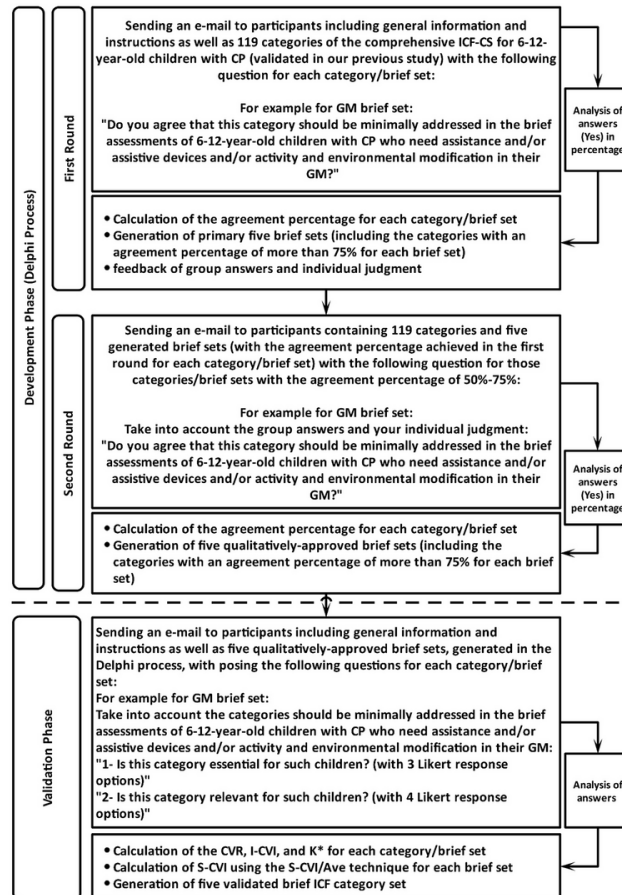 Development Phase (Delphi Process)
First Round
Sending an e-mail to participants including general information and
instructions as well as 119 categories of the comprehensive ICF-CS for 6-12-
year-old children with CP (validated in our previous study) with the following
question for each category/brief set:
For example for GM brief set:
"Do you agree that this category should be minimally addressed in the brief
assessments of 6-12-year-old children with CP who need assistance and/or
assistive devices and/or activity and environmental modification in their
GM?"
Analysis of
answers
(Yes) in
percentage
• Calculation of the agreement percentage for each category/brief set
• Generation of primary five brief sets (including the categories with an
agreement percentage of more than 75% for each brief set)
• feedback of group answers and individual judgment
Second Round
Sending an e-mail to participants containing 119 categories and five
generated brief sets (with the agreement percentage achieved in the first
round for each category/brief set) with the following question for those
categories/brief sets with the agreement percentage of 50%-75%:
For example for GM brief set:
Take into account the group answers and your individual judgment:
"Do you agree that this category should be minimally addressed in the brief
assessments of 6-12-year-old children with CP who need assistance and/or
assistive devices and/or activity and environmental modification in their
GM?"
Analysis of
answers
(Yes) in
percentage
• Calculation of the agreement percentage for each category/brief set
• Generation of five qualitatively-approved brief sets (including the
categories with an agreement percentage of more than 75% for each brief
set)
Validation Phase
Sending an e-mail to participants including general information and
instructions as well as five qualitatively-approved brief sets, generated in the
Delphi process, with posing the following questions for each category/brief
set:
For example for GM brief set:
Take into account the categories should be minimally addressed in the brief
assessments of 6-12-year-old children with CP who need assistance and/or
assistive devices and/or activity and environmental modification in their GM:
"1- Is this category essential for such children? (with 3 Likert response
options)"
"2- Is this category relevant for such children? (with 4 Likert response
options)"
Analysis of
answers
• Calculation of the CVR, I-CVI, and K* for each category/brief set
• Calculation of S-CVI using the S-CVI/Ave technique for each brief set
• Generation of five validated brief ICF category set